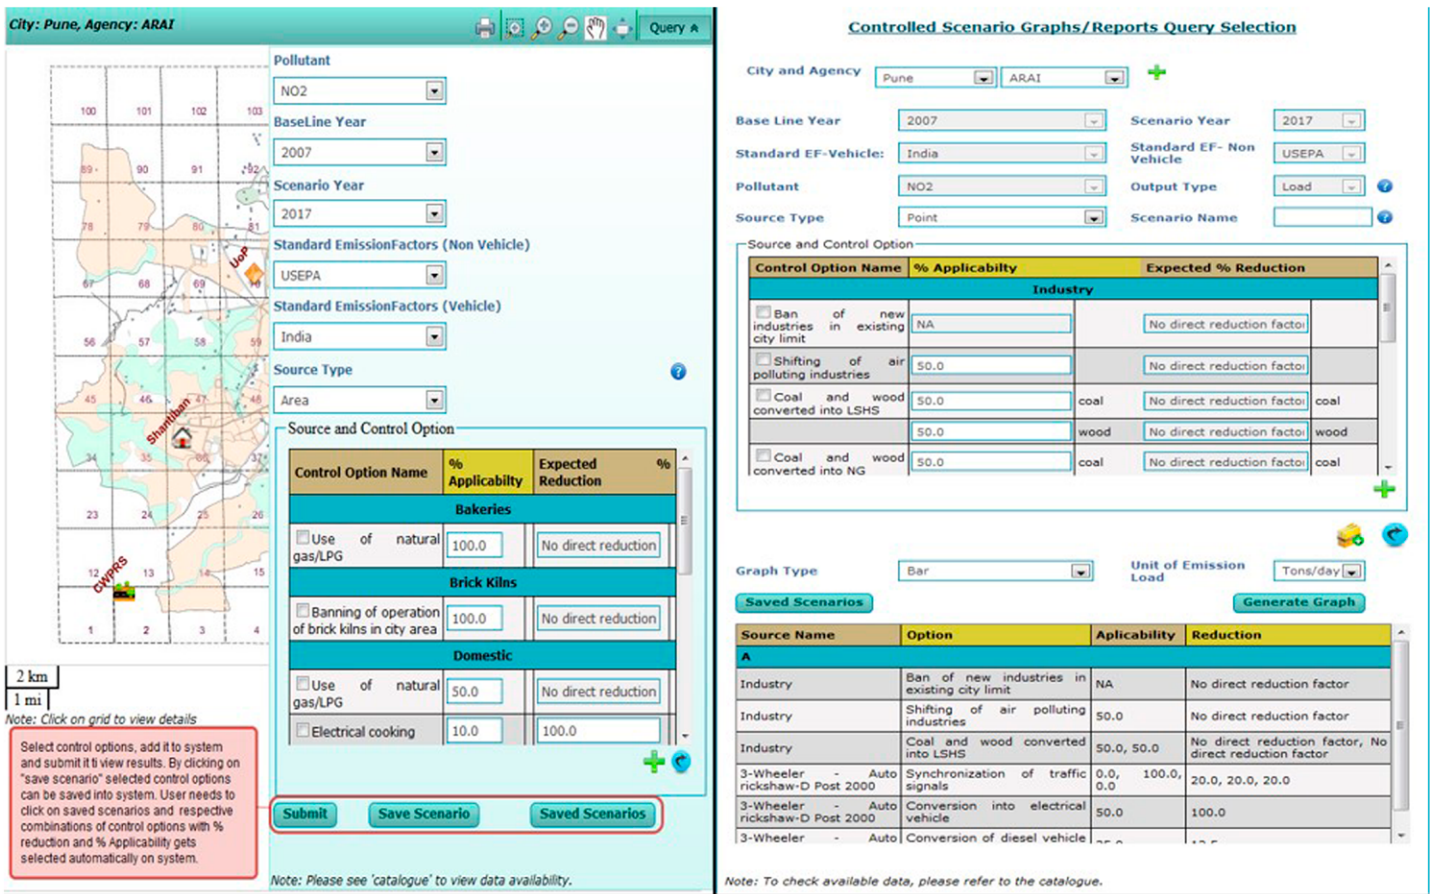 City: Pune, Agency: ARAI
Query
100 101 102 103
89 90 91 92
78 79 80 81
UoP
67 68 69 70
56 57 58 59
45 46 47 48
Shantiban
34 35 36 37
23 24 25 26
CWPRS
12 13 14 15
1 2 3 4
2 km
1 mi
Note: Click on grid to view details
Select control options, add it to system
and submit it ti view results. By clicking on
"save scenario" selected control options
can be saved into system. User needs to
click on saved scenarios and respective
combinations of control options with %
reduction and % Applicability gets
selected automatically on system.
Pollutant
NO2
BaseLine Year
2007
Scenario Year
2017
Standard EmissionFactors (Non Vehicle)
USEPA
Standard EmissionFactors (Vehicle)
India
Source Type
?
Area
Source and Control Option
Control Option Name % Applicabilty Expected % Reduction
Bakeries
Use of natural gas/LPG 100.0 No direct reduction
Brick Kilns
Banning of operation of brick kilns in city area 100.0 No direct reduction
Domestic
Use of natural gas/LPG 50.0 No direct reduction
Electrical cooking 10.0 100.0
Submit Save Scenario Saved Scenarios
Note: Please see 'catalogue' to view data availability.
Controlled Scenario Graphs/Reports Query Selection
City and Agency Pune ARAI
Base Line Year 2007 Scenario Year 2017
Standard EF-Vehicle: India Standard EF- Non Vehicle USEPA
Pollutant NO2 Output Type Load ?
Source Type Point Scenario Name ?
Source and Control Option
Control Option Name % Applicabilty Expected % Reduction
Industry
Ban of new industries in existing city limit NA No direct reduction factor
Shifting of air polluting industries 50.0 No direct reduction factor
Coal and wood converted into LSHS 50.0 coal No direct reduction factor coal
50.0 wood No direct reduction factor wood
Coal and wood converted into NG 50.0 coal No direct reduction factor coal
Graph Type Bar Unit of Emission Load Tons/day
Saved Scenarios Generate Graph
Source Name Option Aplicability Reduction
A
Industry Ban of new industries in existing city limit NA No direct reduction factor
Industry Shifting of air polluting industries 50.0 No direct reduction factor
Industry Coal and wood converted into LSHS 50.0, 50.0 No direct reduction factor, No direct reduction factor
3-Wheeler - Auto rickshaw-D Post 2000 Synchronization of traffic signals 0.0, 100.0, 0.0 20.0, 20.0, 20.0
3-Wheeler - Auto rickshaw-D Post 2000 Conversion into electrical vehicle 50.0 100.0
3-Wheeler - Auto Conversion of diesel vehicle
Note: To check available data, please refer to the catalogue.